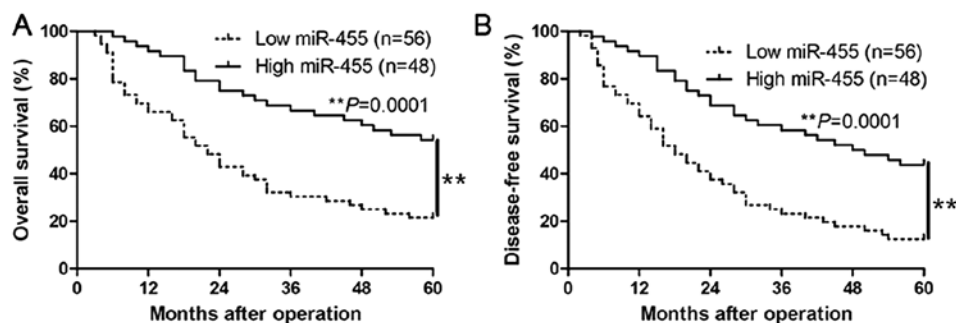 A
Overall survival (%)
100
80
60
40
20
0
Low miR-455 (n=56)
High miR-455 (n=48)
**P=0.0001
**
0 12 24 36 48 60
Months after operation
B
Disease-free survival (%)
100
80
60
40
20
0
Low miR-455 (n=56)
High miR-455 (n=48)
**P=0.0001
**
0 12 24 36 48 60
Months after operation